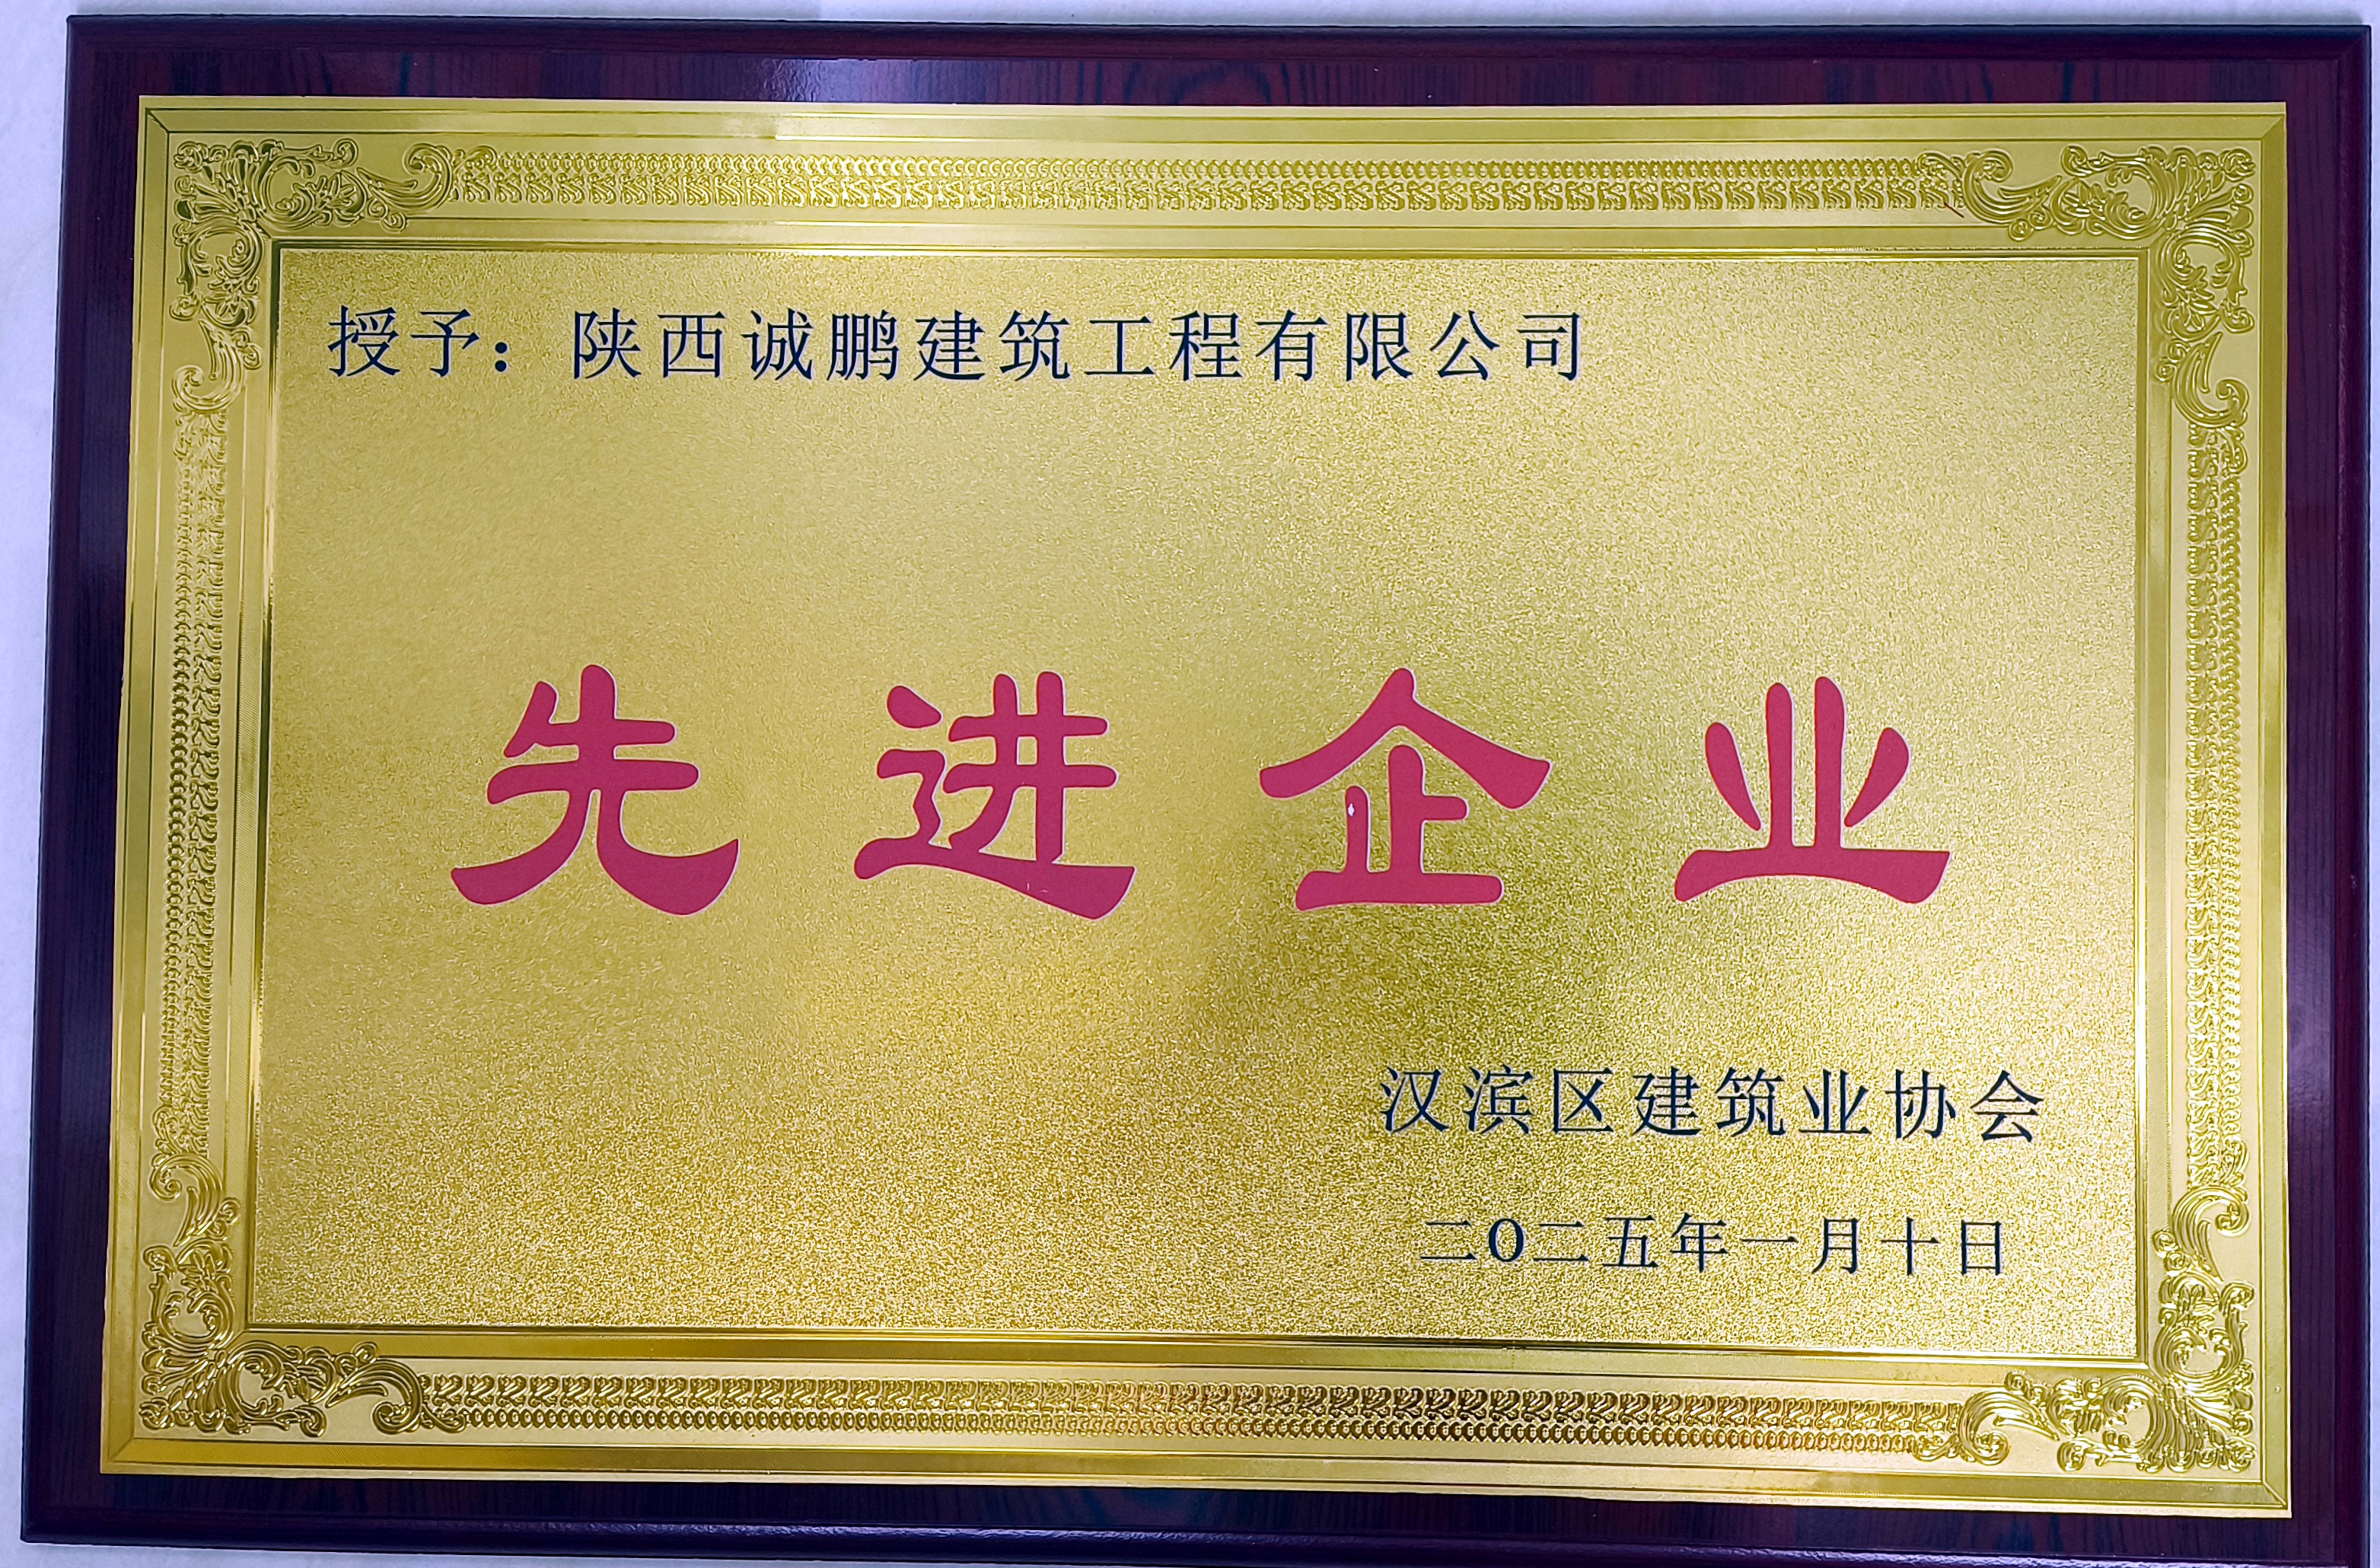 授予：陕西诚鹏建筑工程有限公司
先进企业
汉滨区建筑业协会
二O二五年一月十日